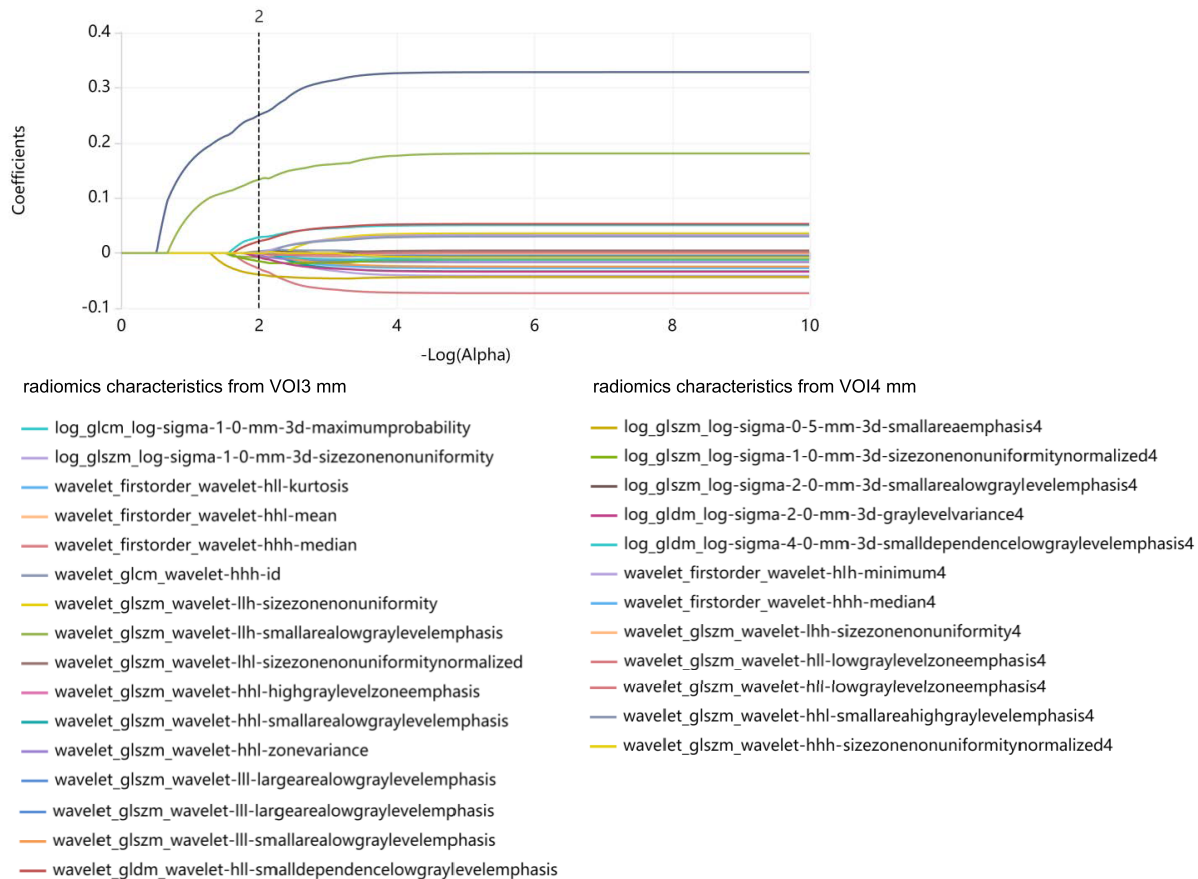 2
0.4
0.3
0.2
0.1
0
-0.1
0 2 4 6 8 10
Coefficients
-Log(Alpha)
radiomics characteristics from VOI3 mm
log_glcm_log-sigma-1-0-mm-3d-maximumprobability
log_glszm_log-sigma-1-0-mm-3d-sizezonenonuniformity
wavelet_firstorder_wavelet-hll-kurtosis
wavelet_firstorder_wavelet-hhl-mean
wavelet_firstorder_wavelet-hhh-median
wavelet_glcm_wavelet-hhh-id
wavelet_glszm_wavelet-llh-sizezonenonuniformity
wavelet_glszm_wavelet-llh-smallarealowgraylevelemphasis
wavelet_glszm_wavelet-lhl-sizezonenonuniformitynormalized
wavelet_glszm_wavelet-hhl-highgraylevelzoneemphasis
wavelet_glszm_wavelet-hhl-smallarealowgraylevelemphasis
wavelet_glszm_wavelet-hhl-zonevariance
wavelet_glszm_wavelet-lll-largearealowgraylevelemphasis
wavelet_glszm_wavelet-lll-largearealowgraylevelemphasis
wavelet_glszm_wavelet-lll-smallarealowgraylevelemphasis
wavelet_gldm_wavelet-hll-smalldependencelowgraylevelemphasis
radiomics characteristics from VOI4 mm
log_glszm_log-sigma-0-5-mm-3d-smallareaemphasis4
log_glszm_log-sigma-1-0-mm-3d-sizezonenonuniformitynormalized4
log_glszm_log-sigma-2-0-mm-3d-smallarealowgraylevelemphasis4
log_gldm_log-sigma-2-0-mm-3d-graylevelvariance4
log_gldm_log-sigma-4-0-mm-3d-smalldependencelowgraylevelemphasis4
wavelet_firstorder_wavelet-hlh-minimum4
wavelet_firstorder_wavelet-hhh-median4
wavelet_glszm_wavelet-lhh-sizezonenonuniformity4
wavelet_glszm_wavelet-hll-lowgraylevelzoneemphasis4
wavelet_glszm_wavelet-hll-lowgraylevelzoneemphasis4
wavelet_glszm_wavelet-hhl-smallareahighgraylevelemphasis4
wavelet_glszm_wavelet-hhh-sizezonenonuniformitynormalized4